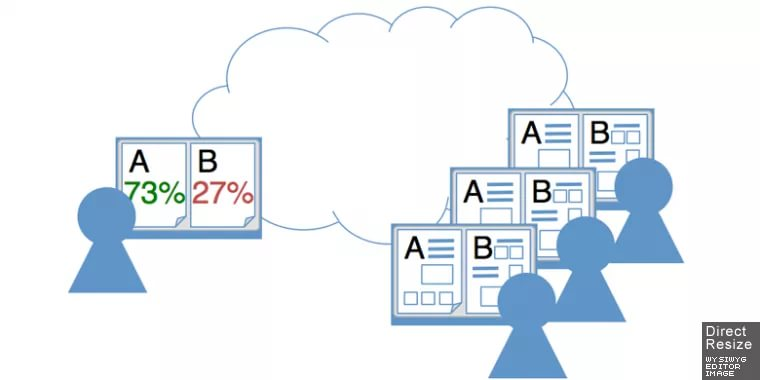 A B
73% 27%
A B
A B
A B
Direct
Resize
WYSIWYG
EDITOR
IMAGE